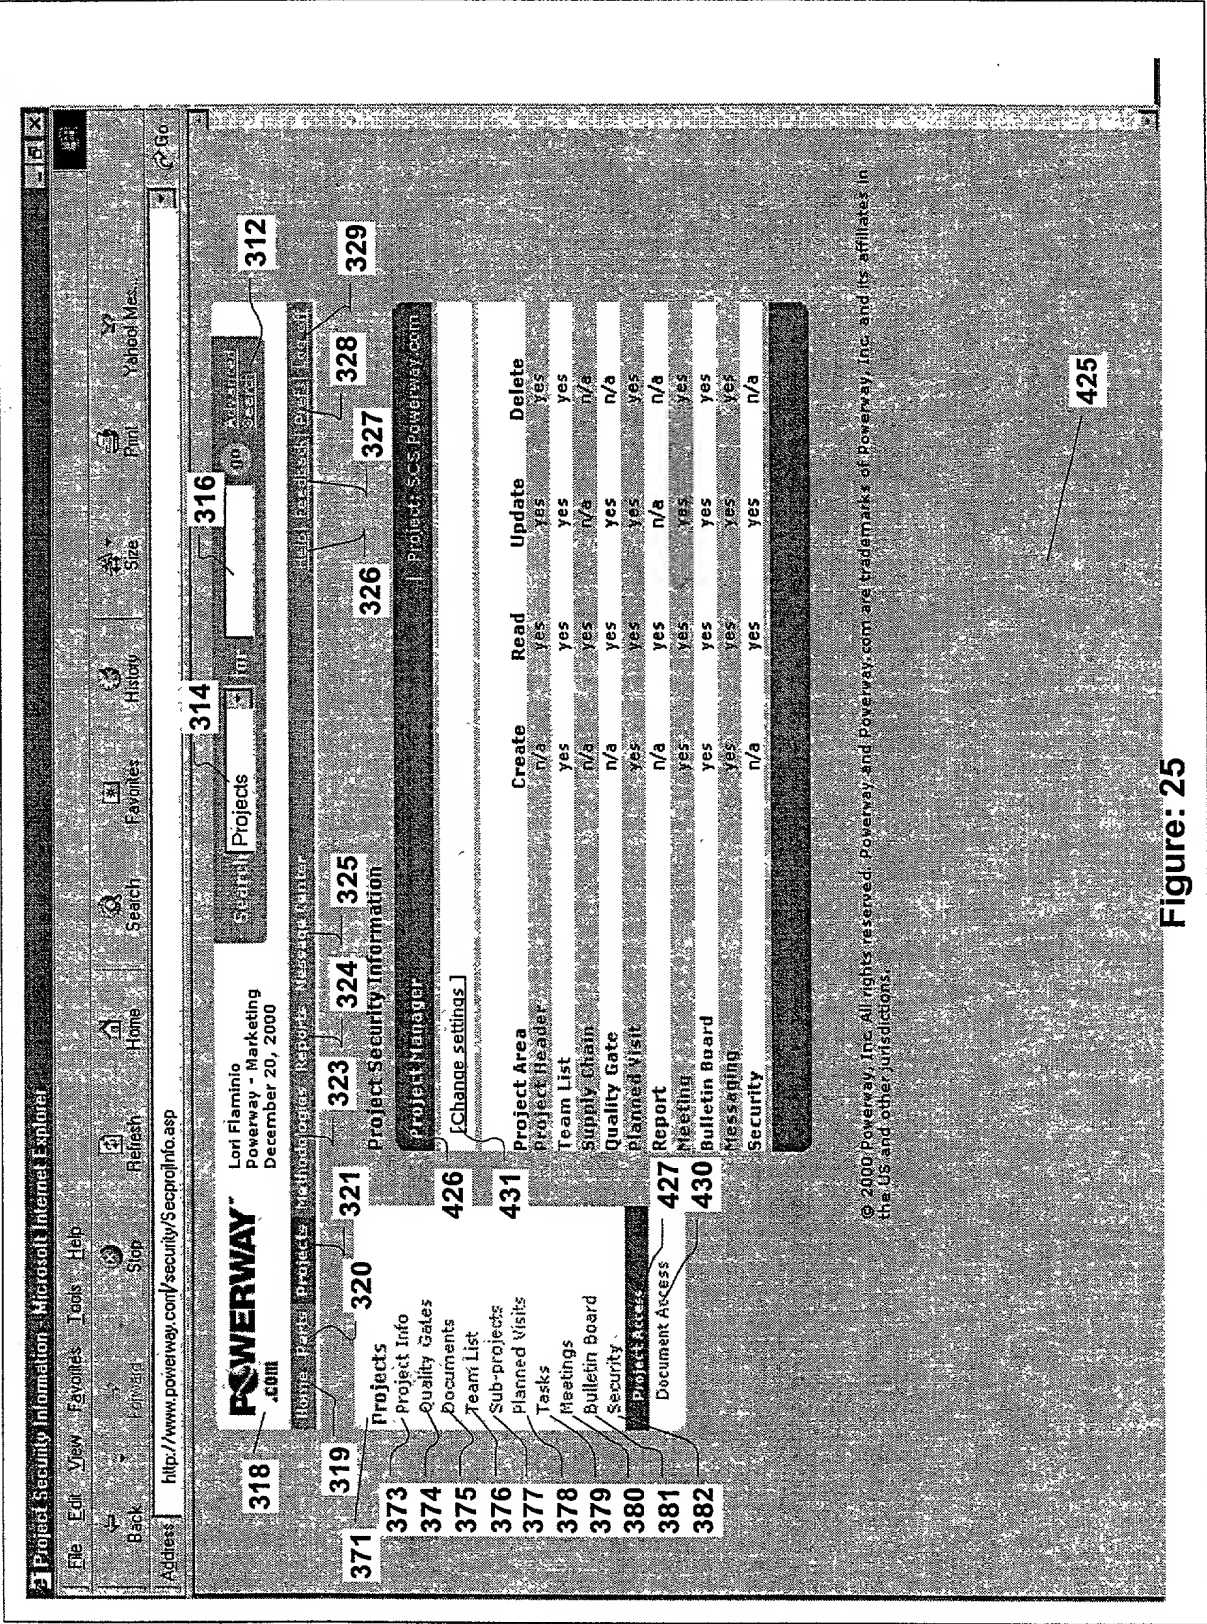 Project Security Information - Microsoft Internet Explorer
File Edit View Favorites Tools Help
Back Forward Stop Refresh Home Search Favorites History Size Print Yahoo! Mes...
Address http://www.powerway.com/security/Secprojinfo.asp Go
314 316
318 POWERWAY™
.com
Lori Flaminio
Powerway - Marketing
December 20, 2000
Search Projects for go Advanced Search
312
Home Projects Methodologies Reports Message Center Help Feedback
319 320 321 323 324 325 326 327 328 329
Project Security Information
371 Projects
373 Project Info
374 Quality Gates
375 Documents
376 Team List
377 Sub-projects
378 Planned Visits
379 Tasks
380 Meetings
381 Bulletin Board
382 Security
Project Access 427
Document Access 430
Project Manager | Project: SCS Powerway.com
426
[Change settings]
431
Project Area Create Read Update Delete
Project Header n/a yes yes yes
Team List yes yes yes yes
Supply Chain n/a yes n/a n/a
Quality Gate n/a yes yes n/a
Planned Visit yes yes yes yes
Report n/a yes n/a n/a
Meeting yes yes yes yes
Bulletin Board yes yes yes yes
Messaging yes yes yes yes
Security n/a yes yes n/a
© 2000 Powerway, Inc. All rights reserved. Powerway and Powerway.com are trademarks of Powerway, Inc. and its affiliates in
the US and other jurisdictions.
425
Figure: 25